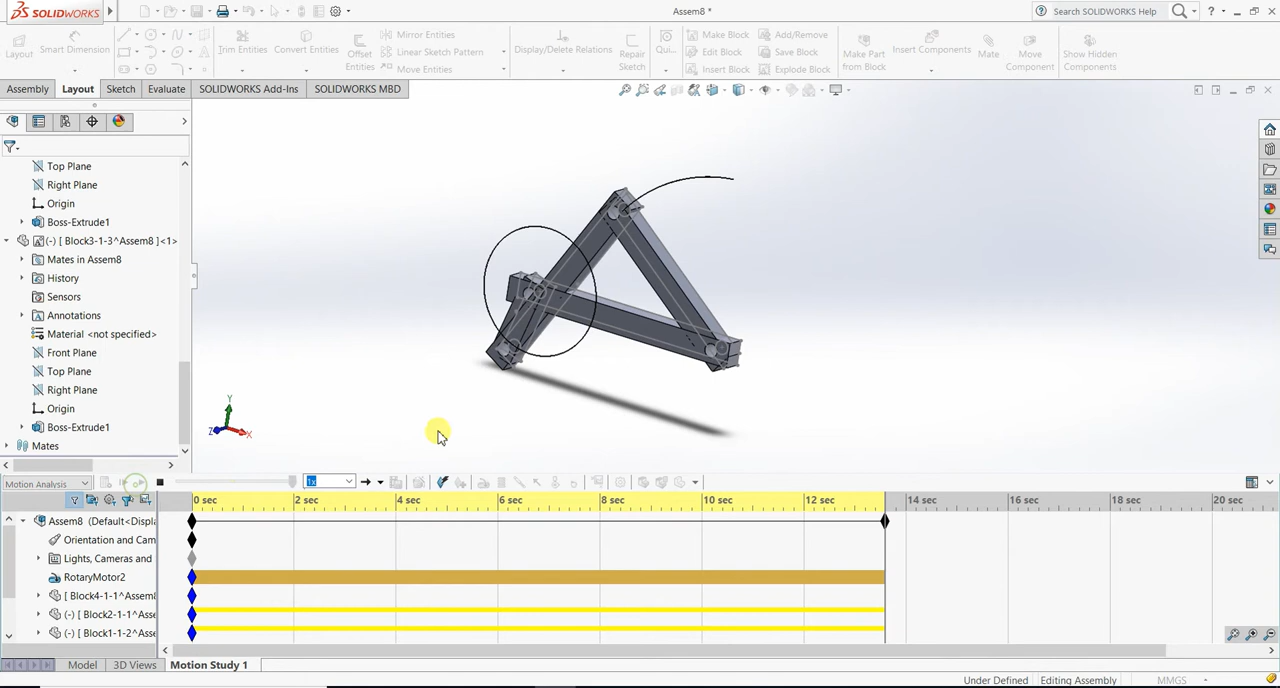 SOLIDWORKS
Assem8 *
Search SOLIDWORKS Help
Layout
Smart Dimension
Trim Entities
Convert Entities
Offset Entities
Mirror Entities
Linear Sketch Pattern
Move Entities
Display/Delete Relations
Repair Sketch
Qui...
Make Block
Edit Block
Insert Block
Add/Remove
Save Block
Explode Block
Make Part from Block
Insert Components
Mate
Move Component
Show Hidden Components
Assembly Layout Sketch Evaluate SOLIDWORKS Add-Ins SOLIDWORKS MBD
Top Plane
Right Plane
Origin
Boss-Extrude1
(-) [ Block3-1-3^Assem8 ]<1>
Mates in Assem8
History
Sensors
Annotations
Material <not specified>
Front Plane
Top Plane
Right Plane
Origin
Boss-Extrude1
Mates
Y
Z X
Motion Analysis 1x
0 sec 2 sec 4 sec 6 sec 8 sec 10 sec 12 sec 14 sec 16 sec 18 sec 20 sec
Assem8 (Default<Displ
Orientation and Cam
Lights, Cameras and
RotaryMotor2
[ Block4-1-1^Assem8
(-) [ Block2-1-1^Asse
(-) [ Block1-1-2^Asse
Model 3D Views Motion Study 1
Under Defined Editing Assembly MMGS